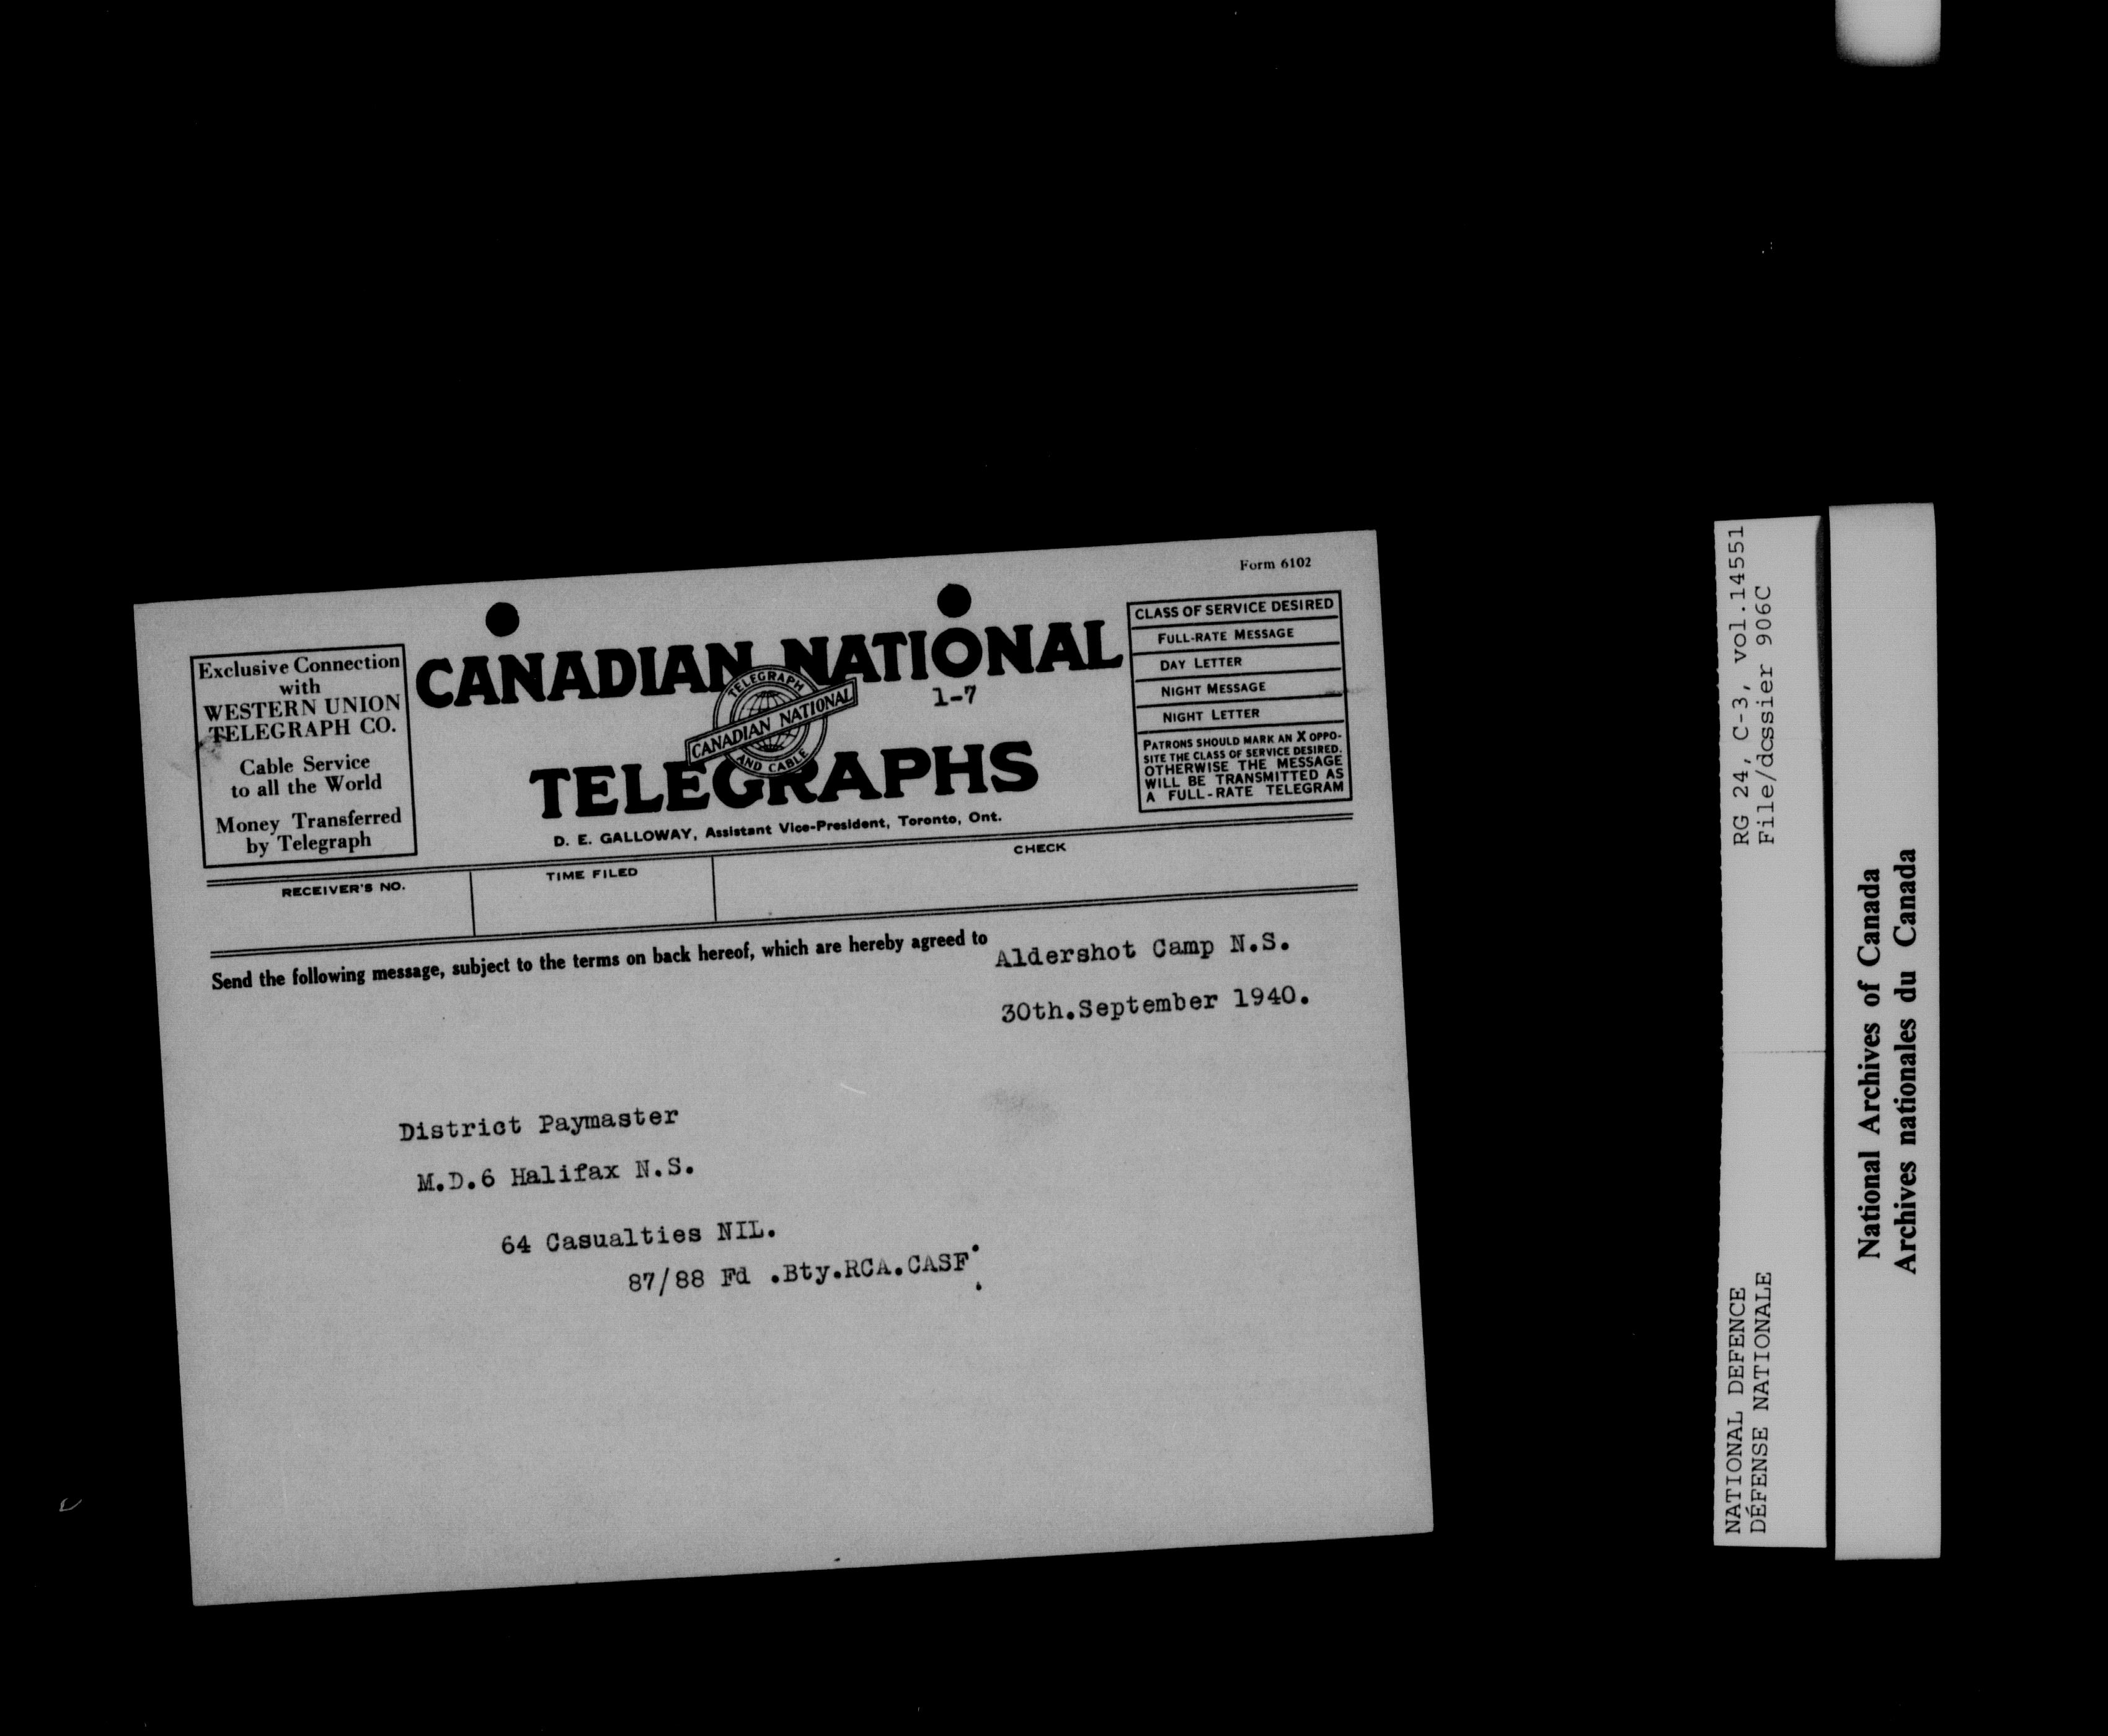 Form 6102
Exclusive Connection
with
WESTERN UNION
TELEGRAPH CO.
Cable Service
to all the World
Money Transferred
by Telegraph
CANADIAN NATIONAL
1-7
TELEGRAPH
CANADIAN NATIONAL
AND CABLE
TELEGRAPHS
D. E. GALLOWAY, Assistant Vice-President, Toronto, Ont.
CLASS OF SERVICE DESIRED
FULL-RATE MESSAGE
DAY LETTER
NIGHT MESSAGE
NIGHT LETTER
PATRONS SHOULD MARK AN X OPPO-
SITE THE CLASS OF SERVICE DESIRED.
OTHERWISE THE MESSAGE
WILL BE TRANSMITTED AS
A FULL-RATE TELEGRAM
RECEIVER'S NO.
TIME FILED
CHECK
Send the following message, subject to the terms on back hereof, which are hereby agreed to
Aldershot Camp N.S.
30th.September 1940.
District Paymaster
M.D.6 Halifax N.S.
64 Casualties NIL.
87/88 Fd .Bty.RCA.CASF.
RG 24, C-3, vol.14551
File/dossier 906C
NATIONAL DEFENCE
DÉFENSE NATIONALE
National Archives of Canada
Archives nationales du Canada